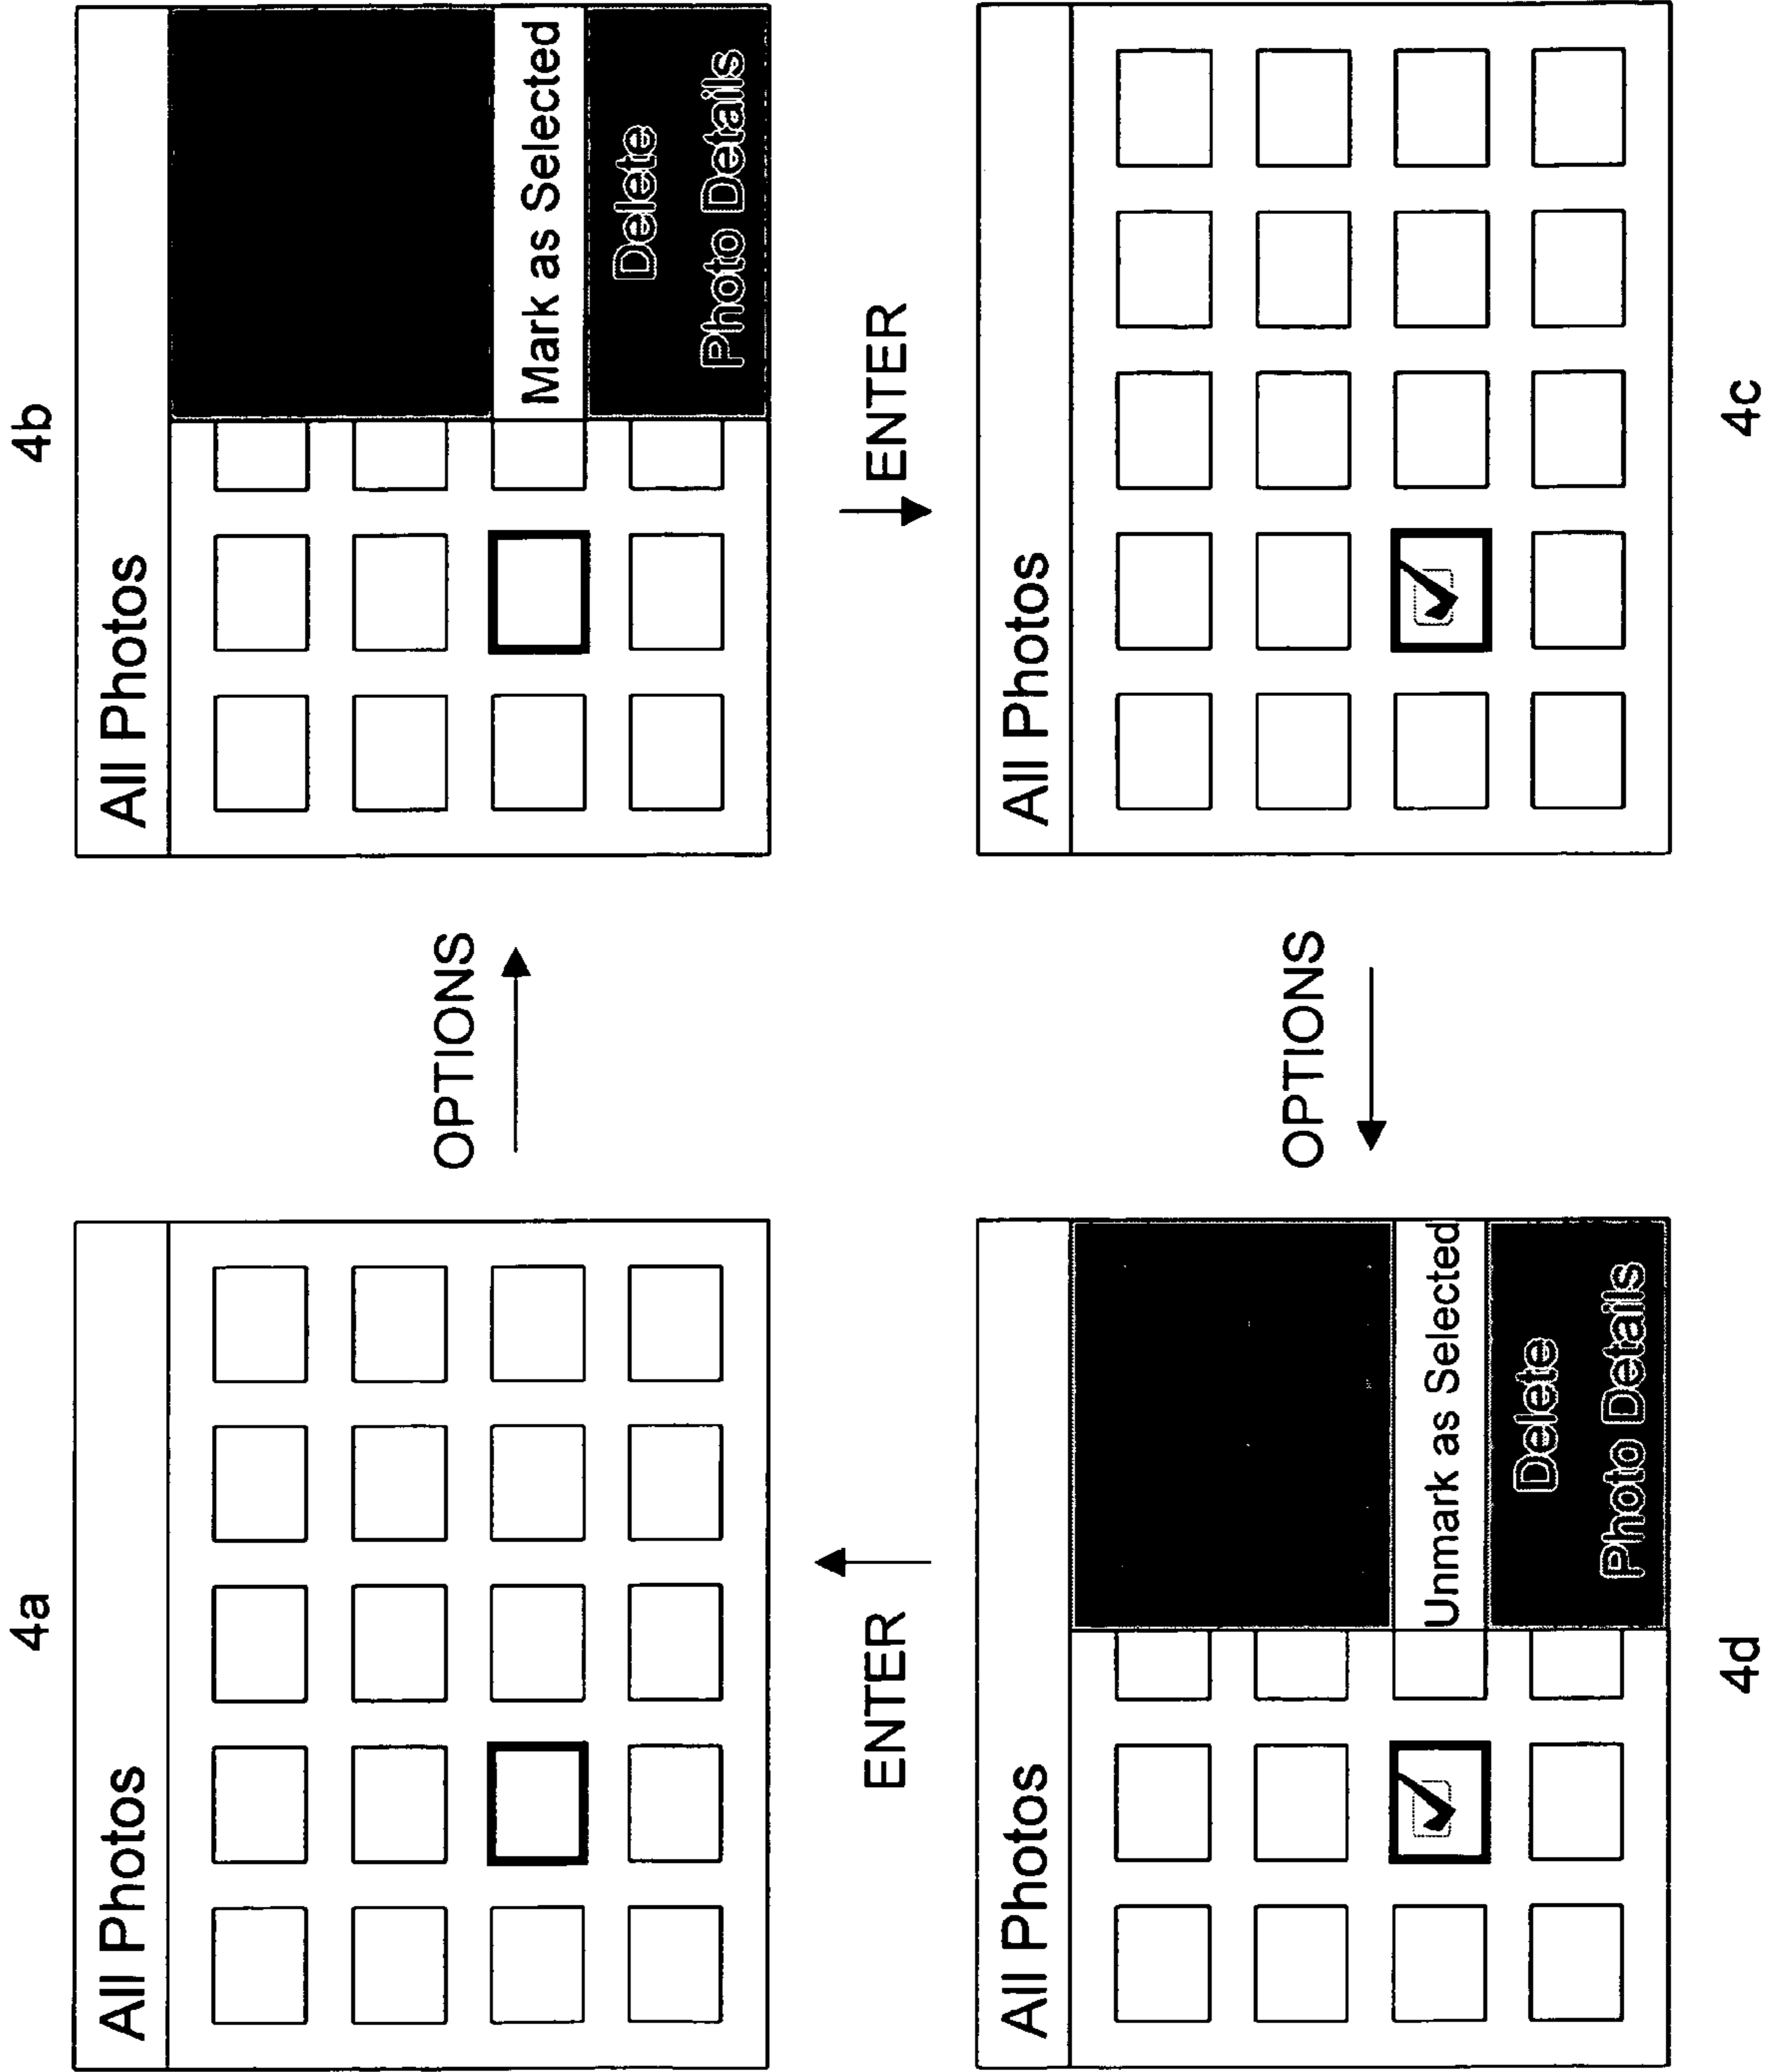 4a
All Photos
OPTIONS
4b
All Photos
Mark as Selected
Delete
Photo Details
ENTER
ENTER
All Photos
Unmark as Selected
Delete
Photo Details
4d
OPTIONS
All Photos
4c